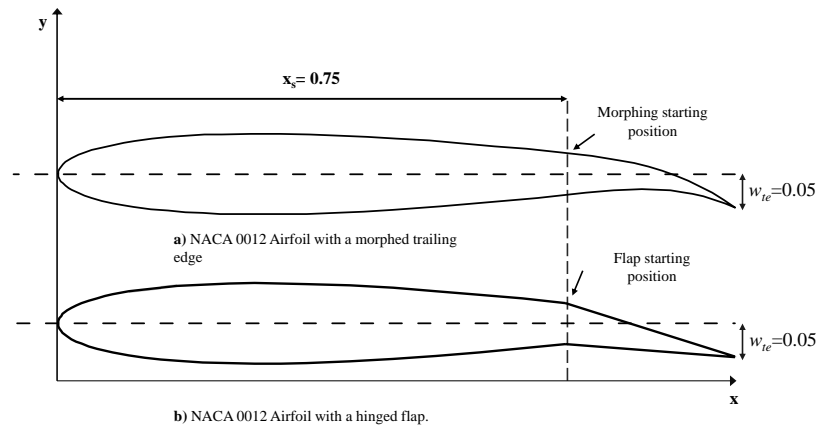 y
xs= 0.75
Morphing starting
position
wte=0.05
a) NACA 0012 Airfoil with a morphed trailing
edge
Flap starting
position
wte=0.05
x
b) NACA 0012 Airfoil with a hinged flap.